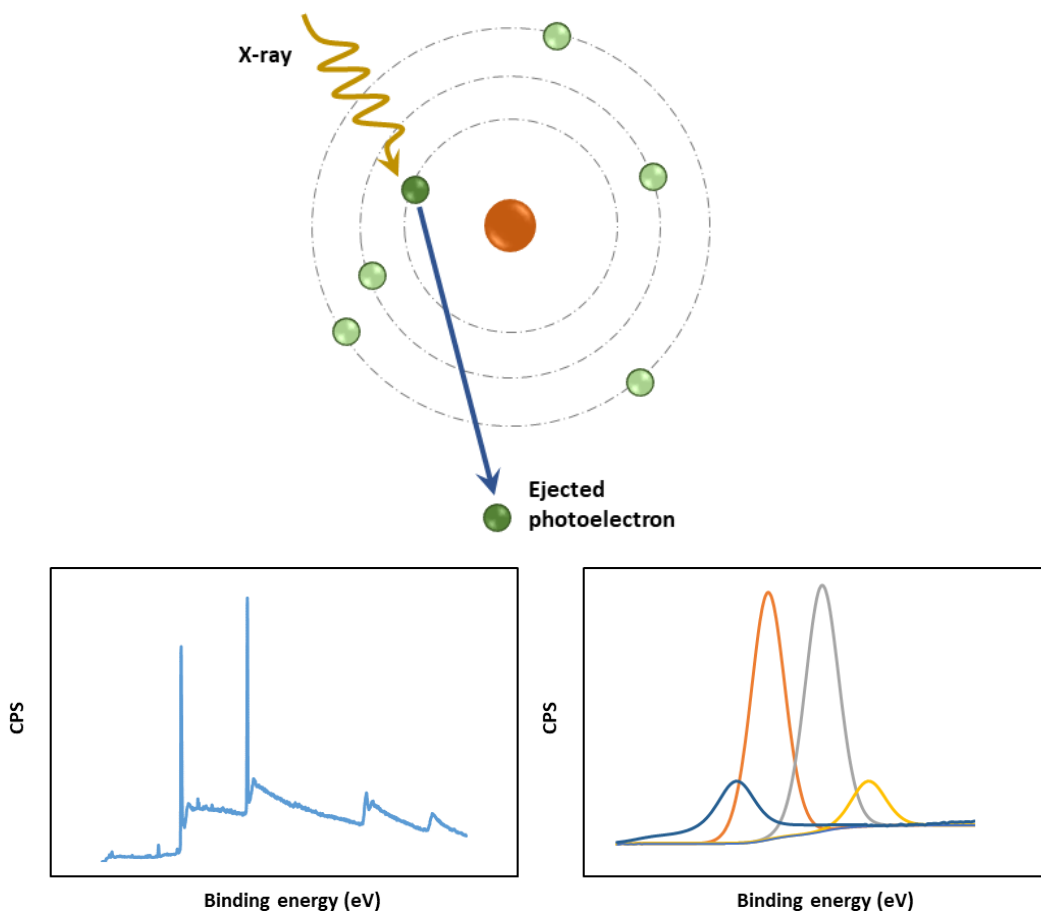 X-ray
Ejected
photoelectron
CPS
Binding energy (eV)
CPS
Binding energy (eV)